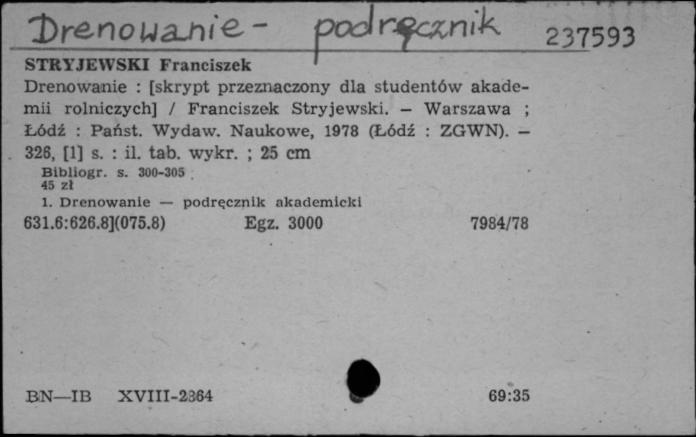 Drenowanie - podręcznik 237593
STRYJEWSKI Franciszek
Drenowanie : [skrypt przeznaczony dla studentów akade-
mii rolniczych] / Franciszek Stryjewski. — Warszawa ;
Łódź : Państ. Wydaw. Naukowe, 1978 (Łódź : ZGWN). —
326, [1] s. : il. tab. wykr. ; 25 cm
Bibliogr. s. 300-305
45 zł
1. Drenowanie — podręcznik akademicki
631.6:626.8](075.8) Egz. 3000 7984/78
BN—IB XVIII-2364 69:35